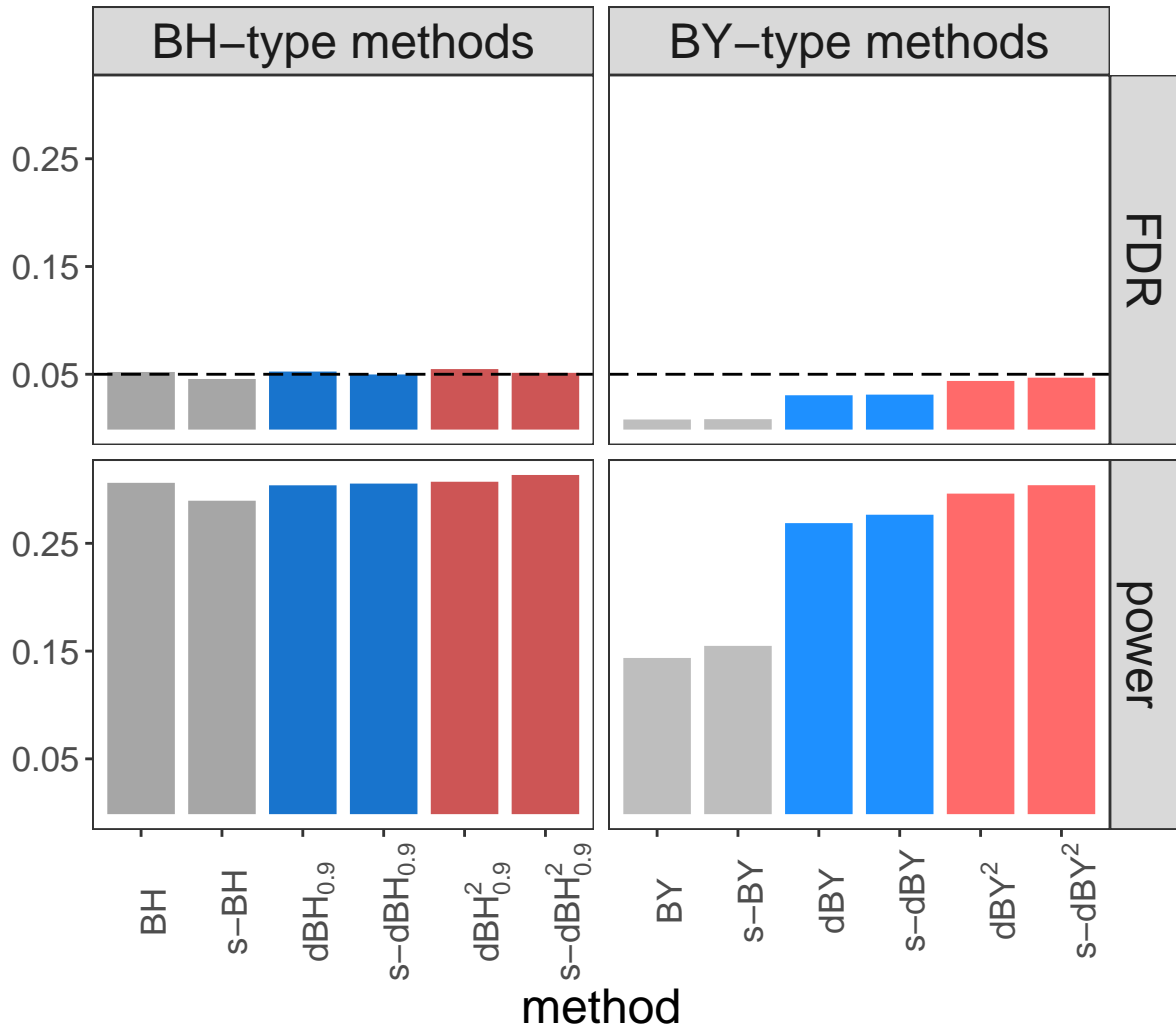 BH−type methods
BY−type methods
0.25
0.15
0.05
FDR
0.25
0.15
0.05
power
BH
s−BH
dBH₀.₉
s−dBH₀.₉
dBH²₀.₉
s−dBH²₀.₉
BY
s−BY
dBY
s−dBY
dBY²
s−dBY²
method